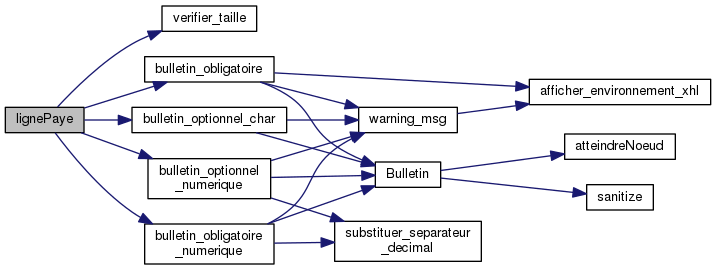 verifier_taille
bulletin_obligatoire
afficher_environnement_xhl
lignePaye
bulletin_optionnel_char
warning_msg
atteindreNoeud
bulletin_optionnel
_numerique
Bulletin
sanitize
bulletin_obligatoire
_numerique
substituer_separateur
_decimal